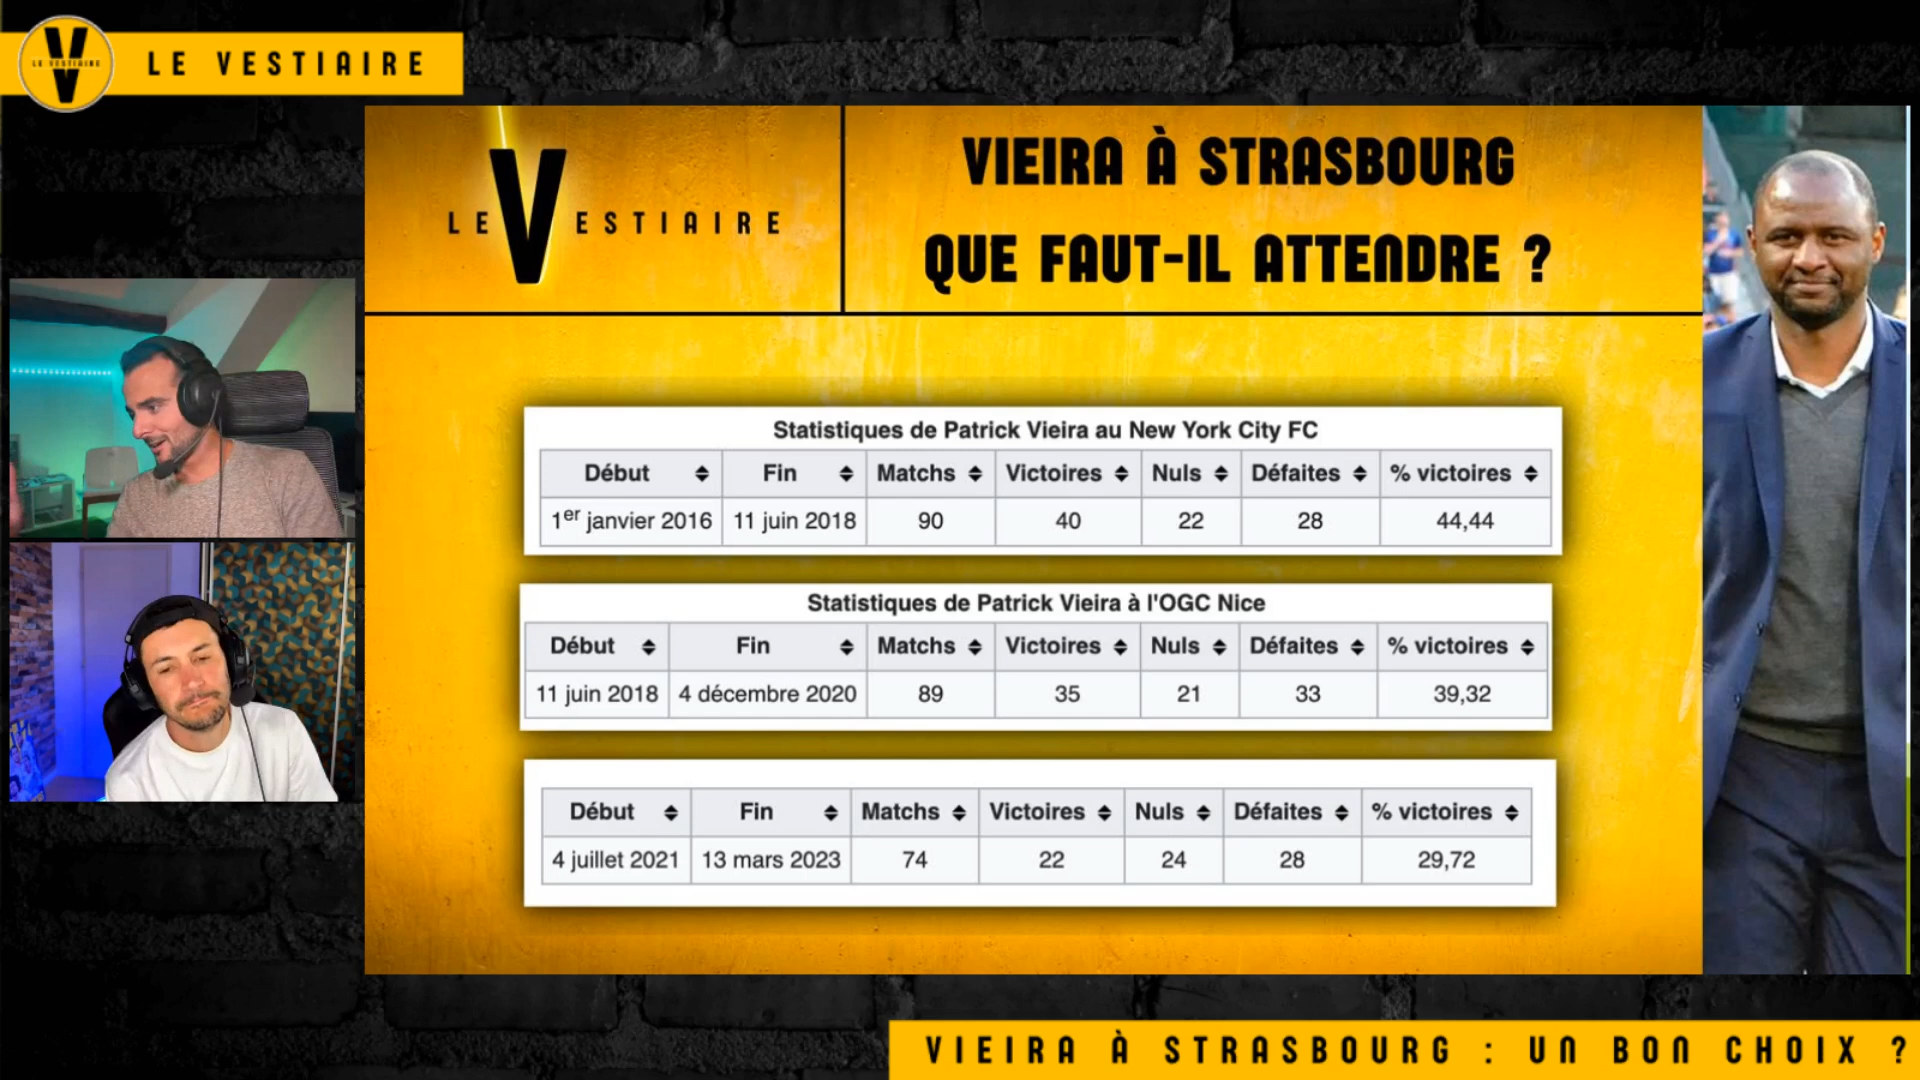 LE VESTIAIRE
LE VESTIAIRE
LE VESTIAIRE
VIEIRA À STRASBOURG
QUE FAUT-IL ATTENDRE ?
Statistiques de Patrick Vieira au New York City FC
Début Fin Matchs Victoires Nuls Défaites % victoires
1er janvier 2016 11 juin 2018 90 40 22 28 44,44
Statistiques de Patrick Vieira à l'OGC Nice
Début Fin Matchs Victoires Nuls Défaites % victoires
11 juin 2018 4 décembre 2020 89 35 21 33 39,32
Début Fin Matchs Victoires Nuls Défaites % victoires
4 juillet 2021 13 mars 2023 74 22 24 28 29,72
VIEIRA À STRASBOURG : UN BON CHOIX ?